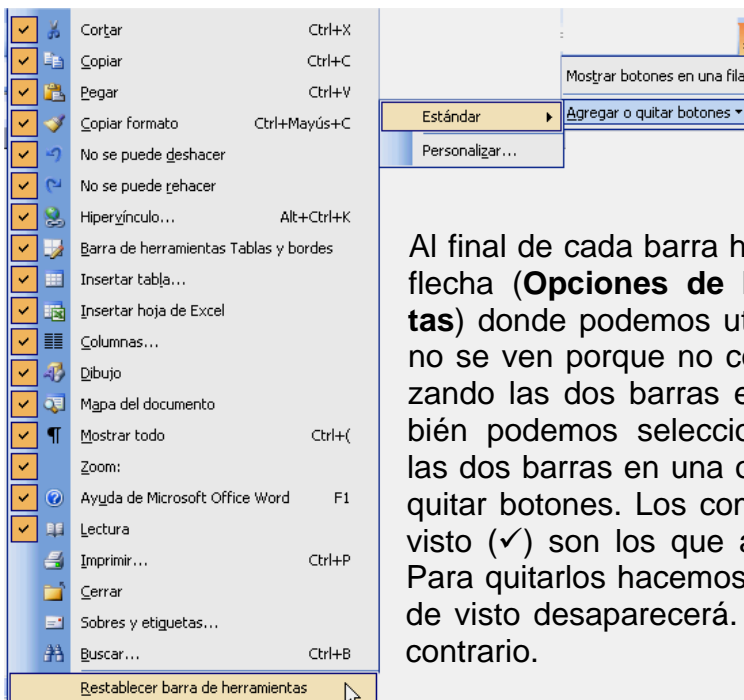 Cortar Ctrl+X
Copiar Ctrl+C
Pegar Ctrl+V
Copiar formato Ctrl+Mayús+C
No se puede deshacer
No se puede rehacer
Hipervínculo... Alt+Ctrl+K
Barra de herramientas Tablas y bordes
Insertar tabla...
Insertar hoja de Excel
Columnas...
Dibujo
Mapa del documento
Mostrar todo Ctrl+(
Zoom:
Ayuda de Microsoft Office Word F1
Lectura
Imprimir... Ctrl+P
Cerrar
Sobres y etiquetas...
Buscar... Ctrl+B
Restablecer barra de herramientas
Estándar
Personalizar...
Mostrar botones en una fila
Agregar o quitar botones
Al final de cada barra
flecha (Opciones de
tas) donde podemos
no se ven porque no
zando las dos barras
bién podemos
las dos barras en una
quitar botones. Los
visto (✓) son los que
Para quitarlos hacemos
de visto desaparecerá.
contrario.